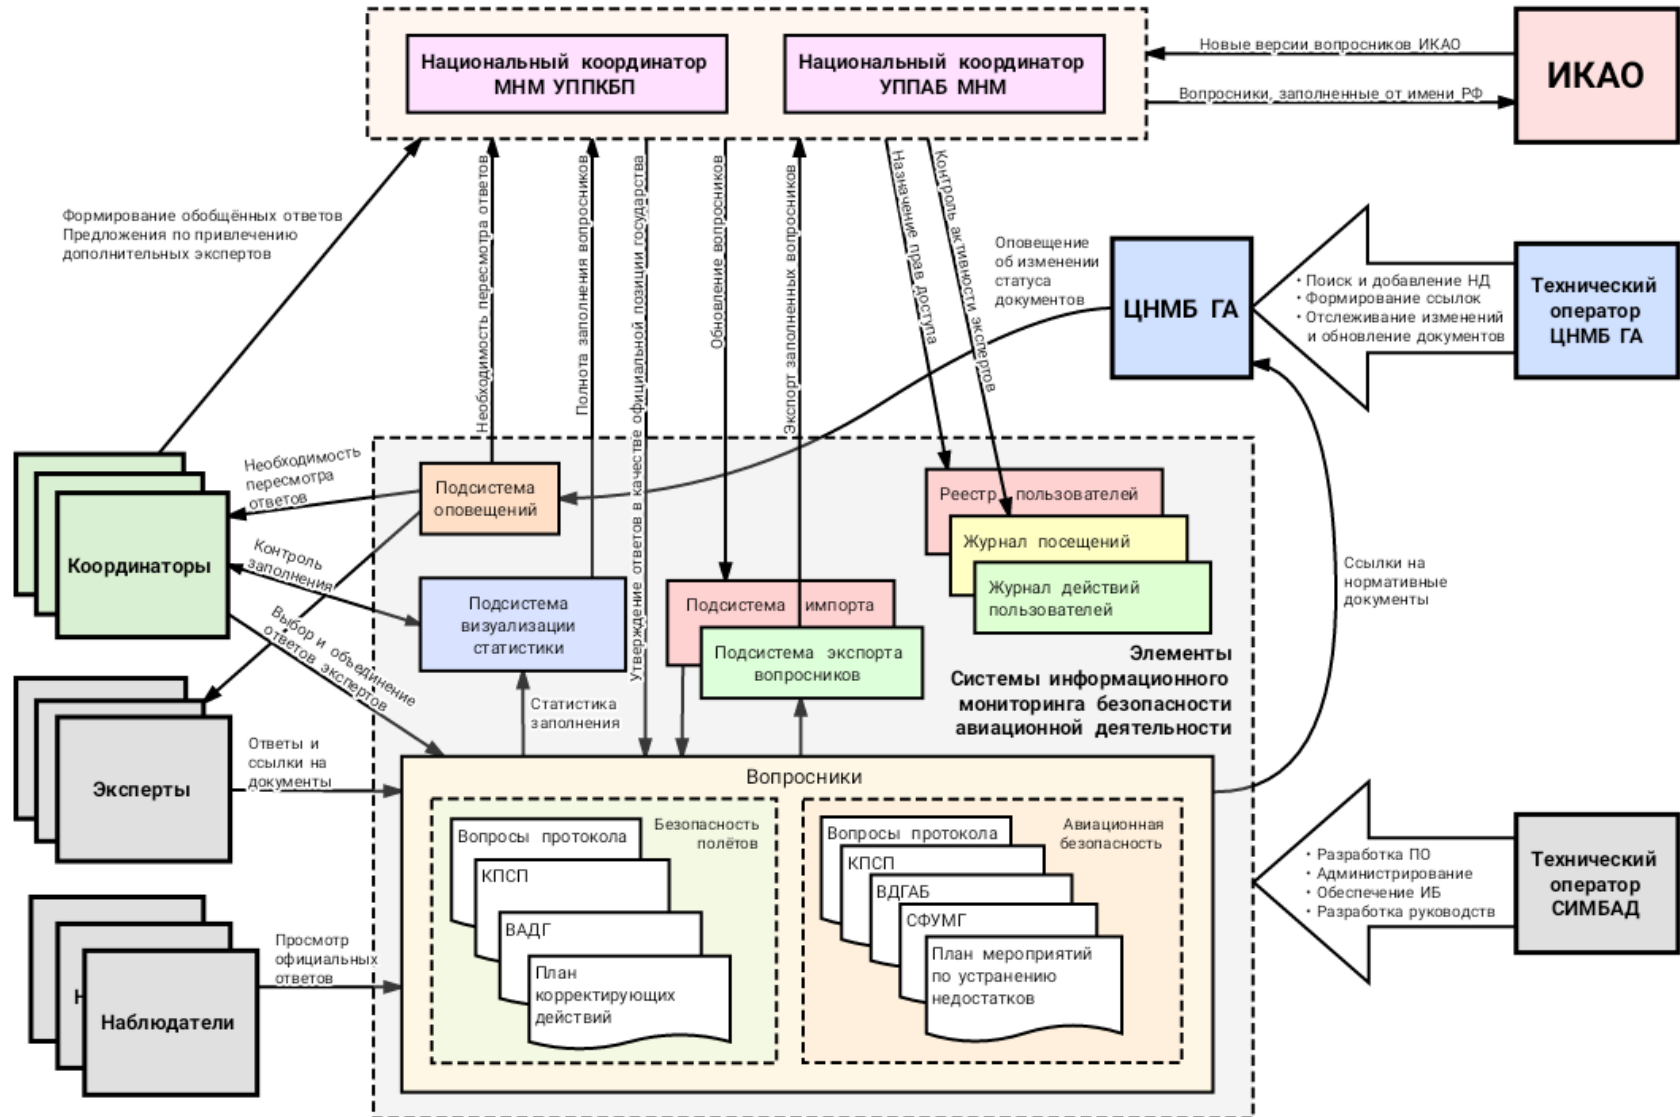 Национальный координатор
МНМ УППКБП
Национальный координатор
УППАБ МНМ
Новые версии вопросников ИКАО
Вопросники, заполненные от имени РФ
ИКАО
Формирование обобщённых ответов
Предложения по привлечению
дополнительных экспертов
Необходимость пересмотра ответов
Полнота заполнения вопросников
Утверждение ответов в качестве официальной позиции государства
Обновление вопросников
Экспорт заполненных вопросников
Назначение прав доступа
Контроль активности экспертов
Оповещение
об изменении
статуса
документов
ЦНМБ ГА
• Поиск и добавление НД
• Формирование ссылок
• Отслеживание изменений
и обновление документов
Технический
оператор
ЦНМБ ГА
Координаторы
Необходимость
пересмотра
ответов
Контроль
заполнения
Выбор и объединение
ответов экспертов
Подсистема
оповещений
Подсистема
визуализации
статистики
Статистика
заполнения
Подсистема импорта
Подсистема экспорта
вопросников
Реестр пользователей
Журнал посещений
Журнал действий
пользователей
Элементы
Системы информационного
мониторинга безопасности
авиационной деятельности
Ссылки на
нормативные
документы
Эксперты
Ответы и
ссылки на
документы
Н
Наблюдатели
Просмотр
официальных
ответов
Вопросники
Безопасность
полётов
Вопросы протокола
КПСП
ВАДГ
План
корректирующих
действий
Авиационная
безопасность
Вопросы протокола
КПСП
ВДГАБ
СФУМГ
План мероприятий
по устранению
недостатков
• Разработка ПО
• Администрирование
• Обеспечение ИБ
• Разработка руководств
Технический
оператор
СИМБАД